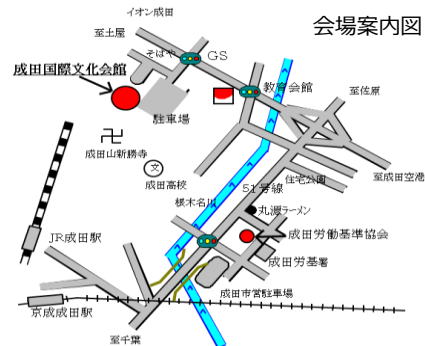 会場案内図
イオン成田
至土屋
そばや
GS
成田国際文化会館
教育会館
駐車場
至佐原
卍
成田山新勝寺
文
成田高校
至成田空港
住宅公園
51号線
根木名川
丸源ラーメン
成田労働基準協会
JR成田駅
成田労基署
成田市営駐車場
京成成田駅
至千葉